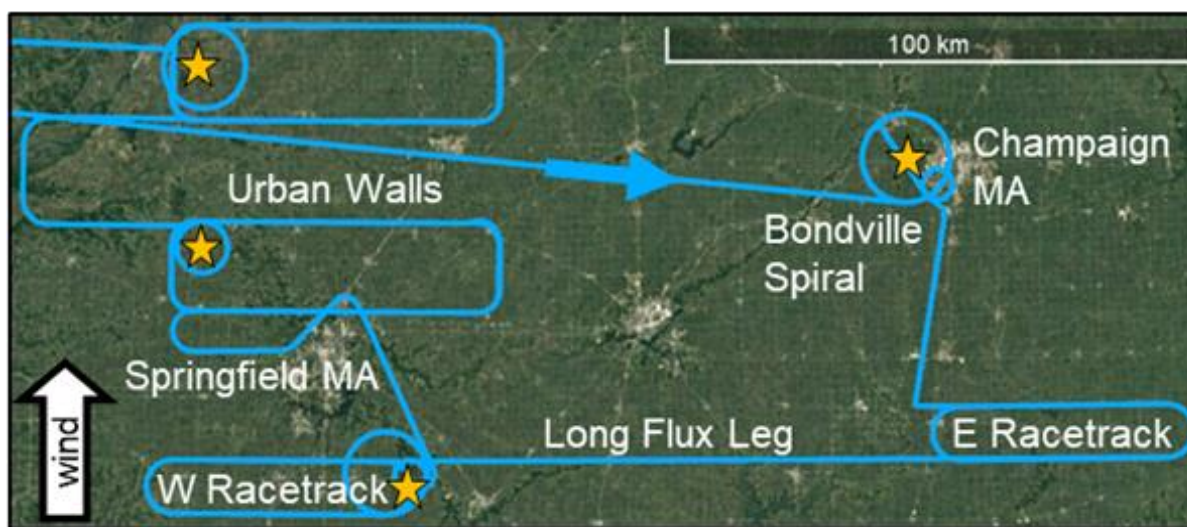 100 km
Champaign
MA
Urban Walls
Bondville
Spiral
Springfield MA
wind
Long Flux Leg
E Racetrack
W Racetrack